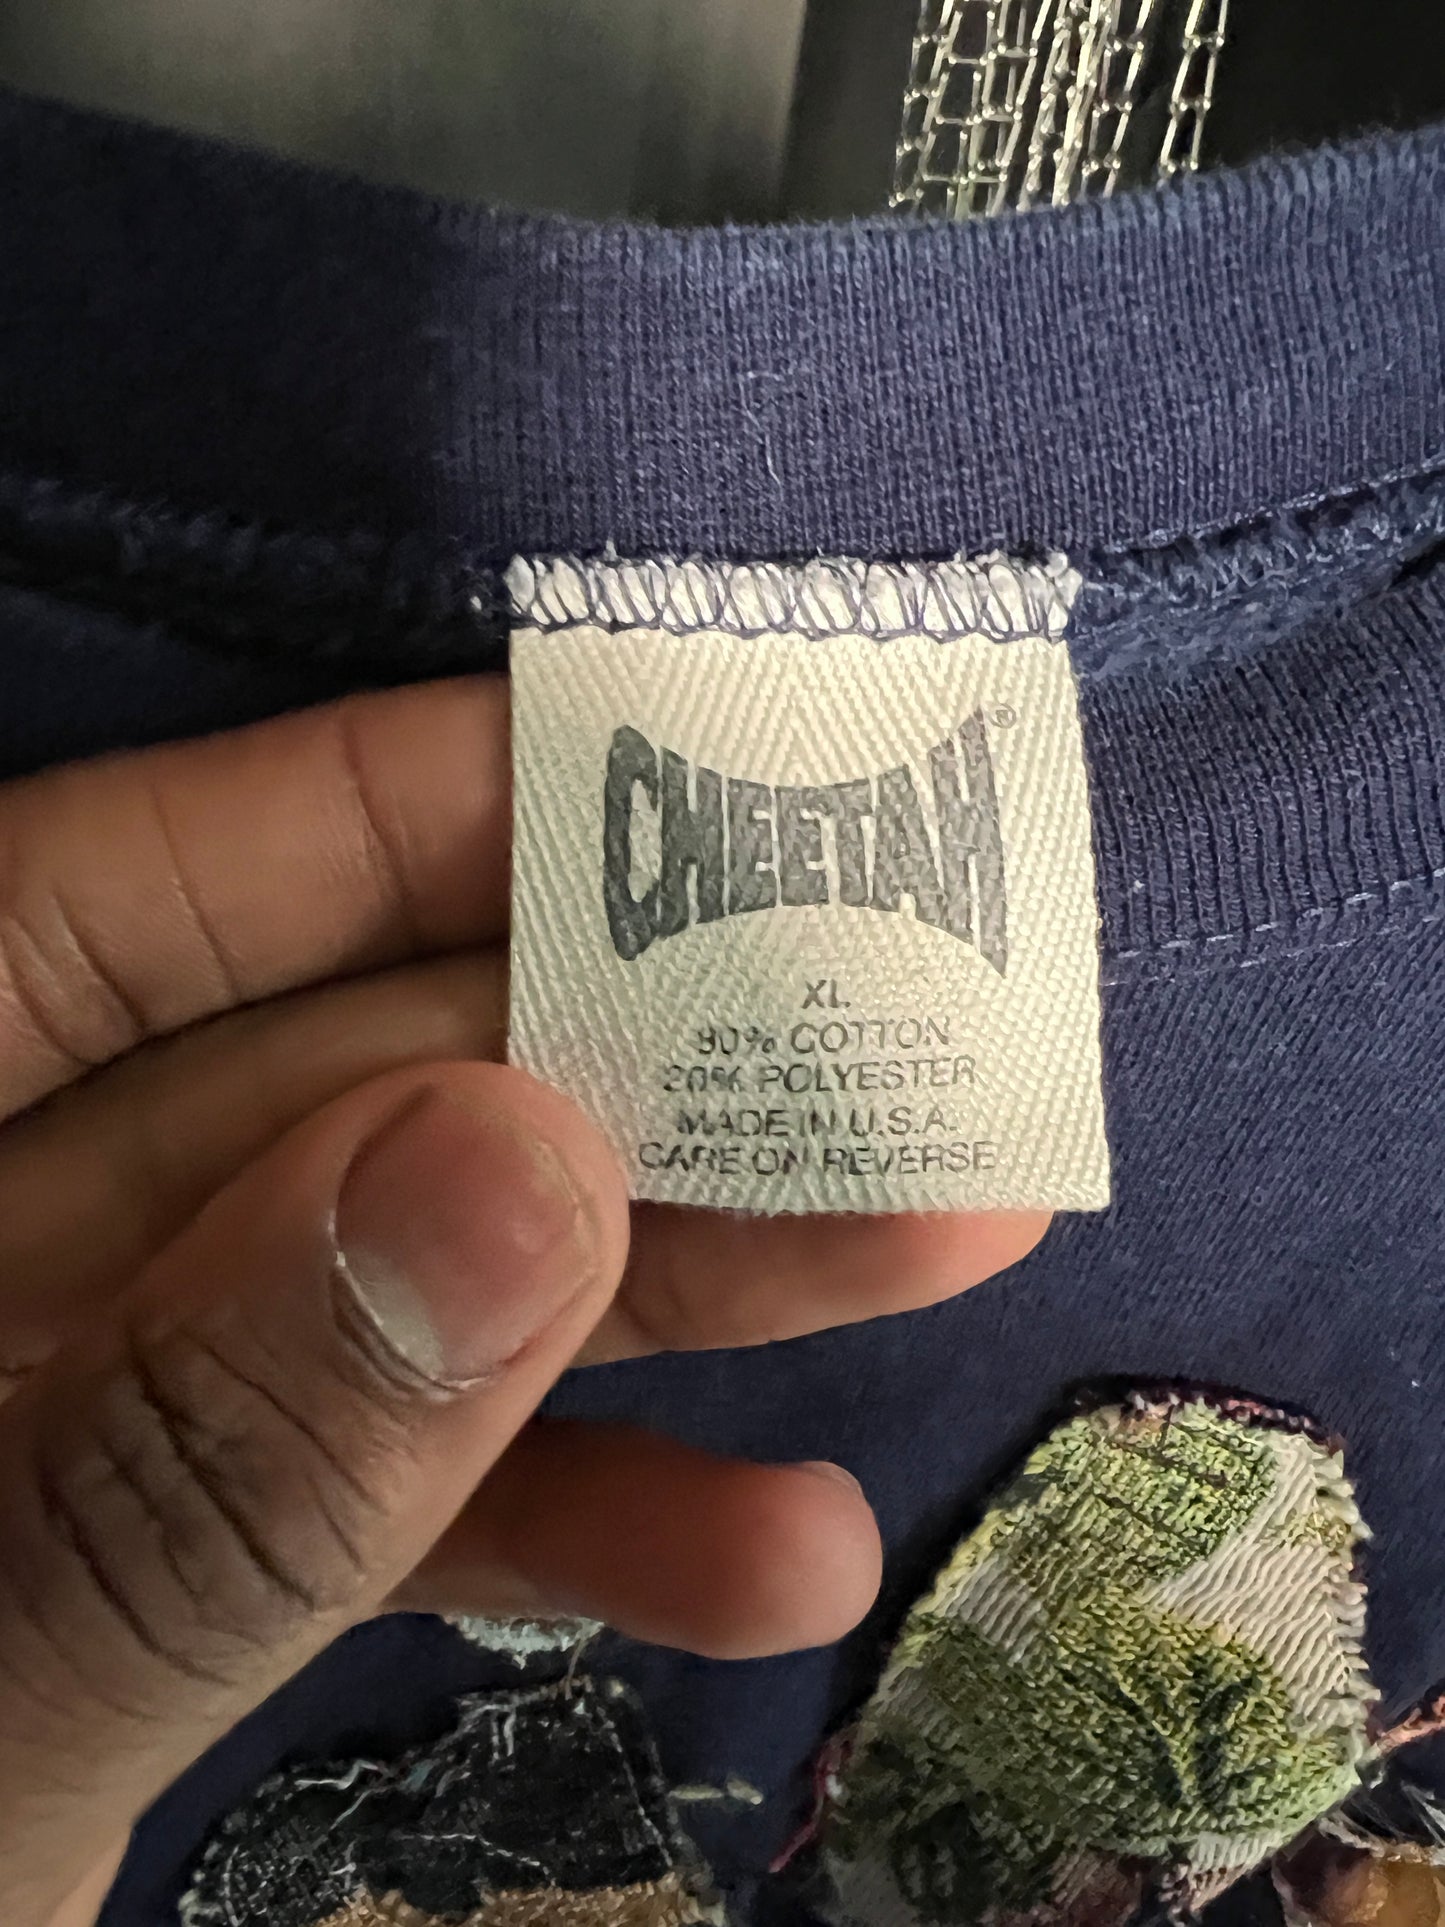 CHEETAH®
XL
80% COTTON
20% POLYESTER
MADE IN U.S.A.
CARE ON REVERSE